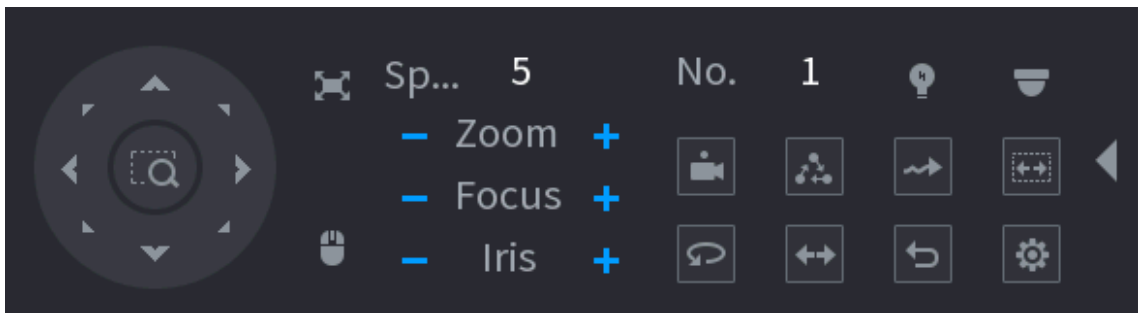 Sp... 5 No. 1
− Zoom +
− Focus +
− Iris +